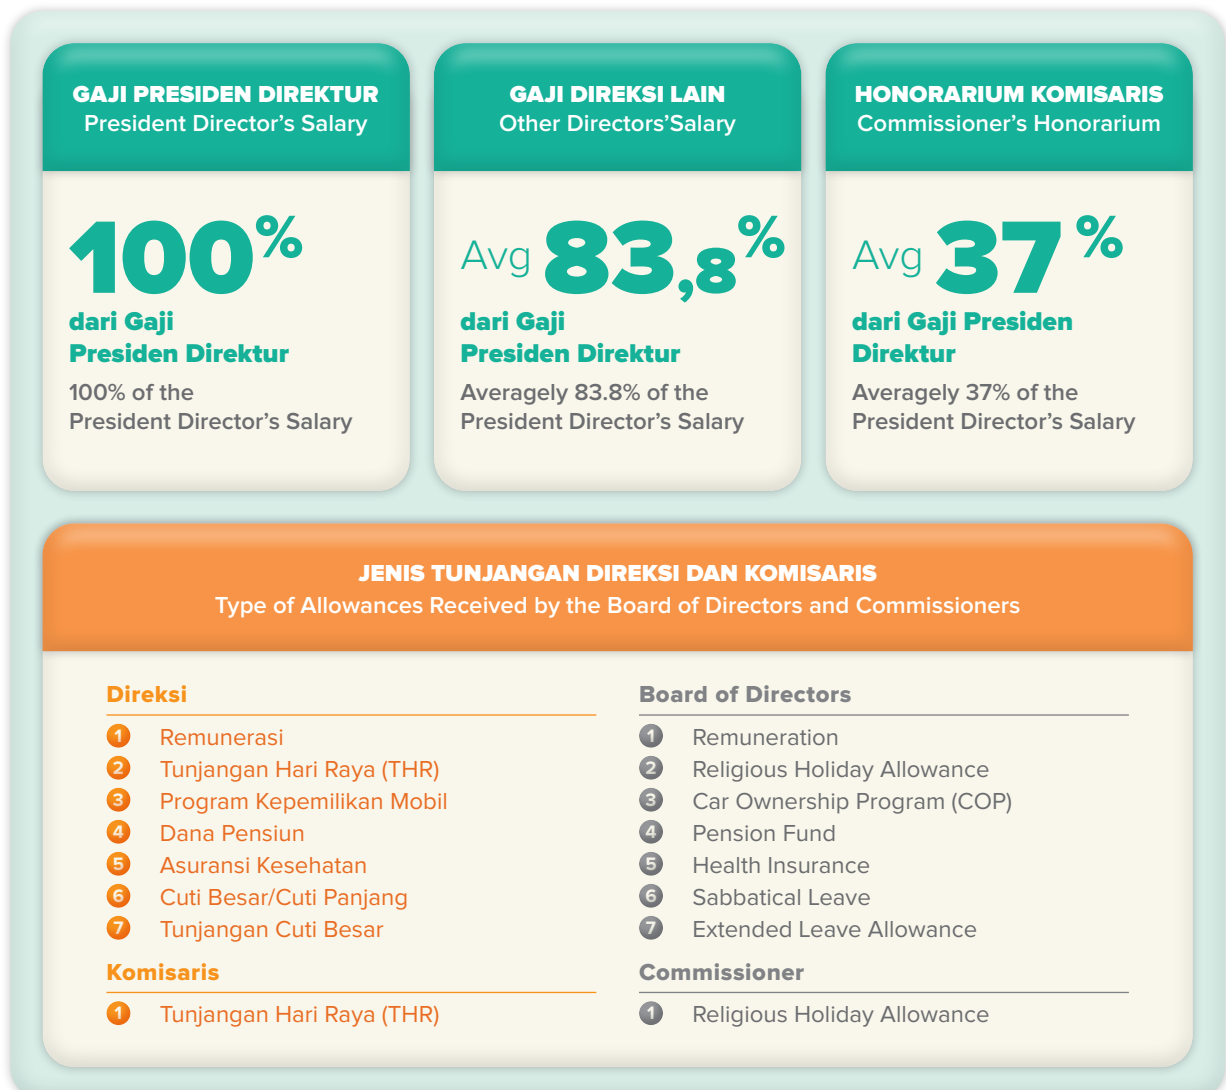 GAJI PRESIDEN DIREKTUR
President Director's Salary
100%
dari Gaji
Presiden Direktur
100% of the
President Director's Salary
GAJI DIREKSI LAIN
Other Directors'Salary
Avg 83,8%
dari Gaji
Presiden Direktur
Averagely 83.8% of the
President Director's Salary
HONORARIUM KOMISARIS
Commissioner's Honorarium
Avg 37%
dari Gaji Presiden
Direktur
Averagely 37% of the
President Director's Salary
JENIS TUNJANGAN DIREKSI DAN KOMISARIS
Type of Allowances Received by the Board of Directors and Commissioners
Direksi
1 Remunerasi
2 Tunjangan Hari Raya (THR)
3 Program Kepemilikan Mobil
4 Dana Pensiun
5 Asuransi Kesehatan
6 Cuti Besar/Cuti Panjang
7 Tunjangan Cuti Besar
Komisaris
1 Tunjangan Hari Raya (THR)
Board of Directors
1 Remuneration
2 Religious Holiday Allowance
3 Car Ownership Program (COP)
4 Pension Fund
5 Health Insurance
6 Sabbatical Leave
7 Extended Leave Allowance
Commissioner
1 Religious Holiday Allowance